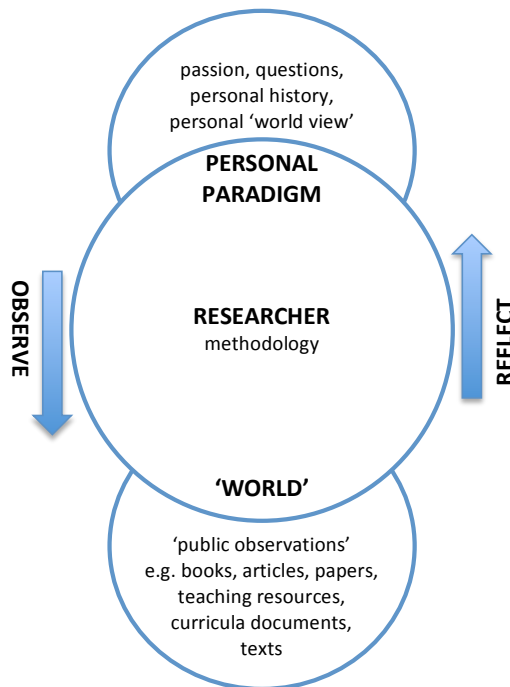 passion, questions,
personal history,
personal ‘world view’
PERSONAL
PARADIGM
OBSERVE
RESEARCHER
methodology
REFLECT
‘WORLD’
‘public observations’
e.g. books, articles, papers,
teaching resources,
curricula documents,
texts